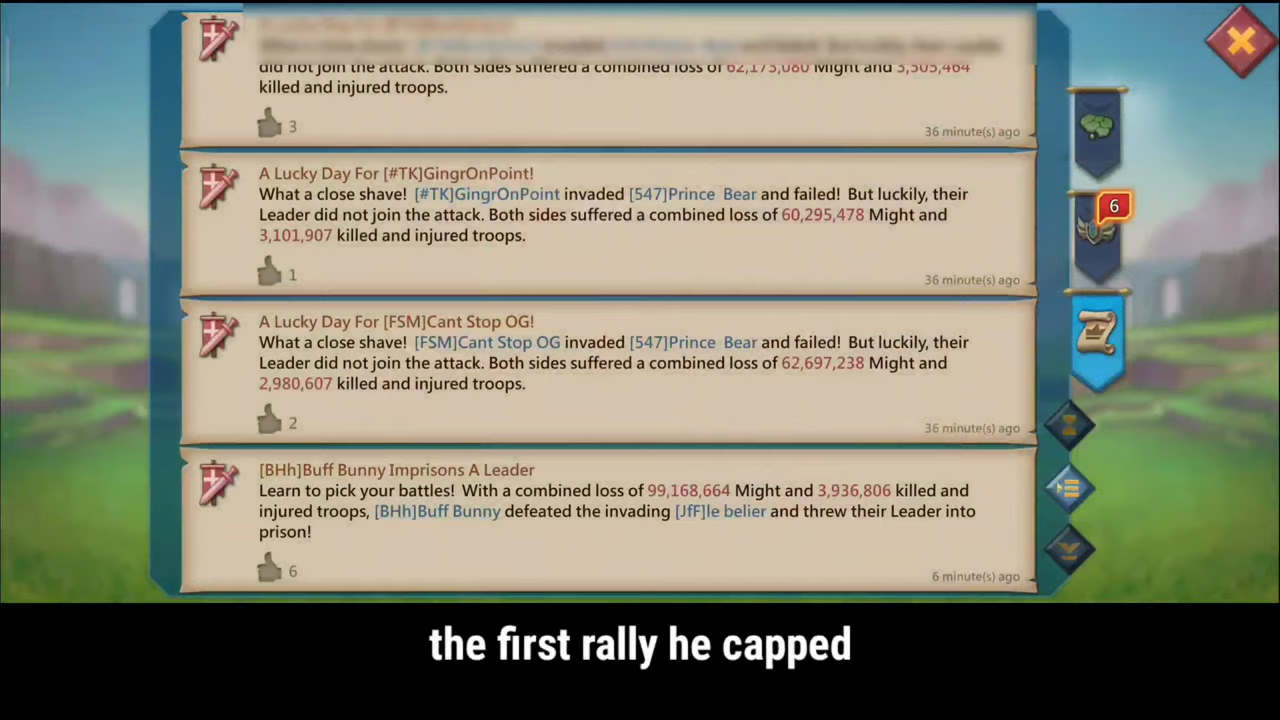 did not join the attack. Both sides suffered a combined loss of 62,173,080 Might and 3,505,464
killed and injured troops.
3
36 minute(s) ago
A Lucky Day For [#TK]GingrOnPoint!
What a close shave! [#TK]GingrOnPoint invaded [547]Prince Bear and failed! But luckily, their
Leader did not join the attack. Both sides suffered a combined loss of 60,295,478 Might and
3,101,907 killed and injured troops.
1
36 minute(s) ago
6
A Lucky Day For [FSM]Cant Stop OG!
What a close shave! [FSM]Cant Stop OG invaded [547]Prince Bear and failed! But luckily, their
Leader did not join the attack. Both sides suffered a combined loss of 62,697,238 Might and
2,980,607 killed and injured troops.
2
36 minute(s) ago
[BHh]Buff Bunny Imprisons A Leader
Learn to pick your battles! With a combined loss of 99,168,664 Might and 3,936,806 killed and
injured troops, [BHh]Buff Bunny defeated the invading [JfF]le belier and threw their Leader into
prison!
6
6 minute(s) ago
the first rally he capped